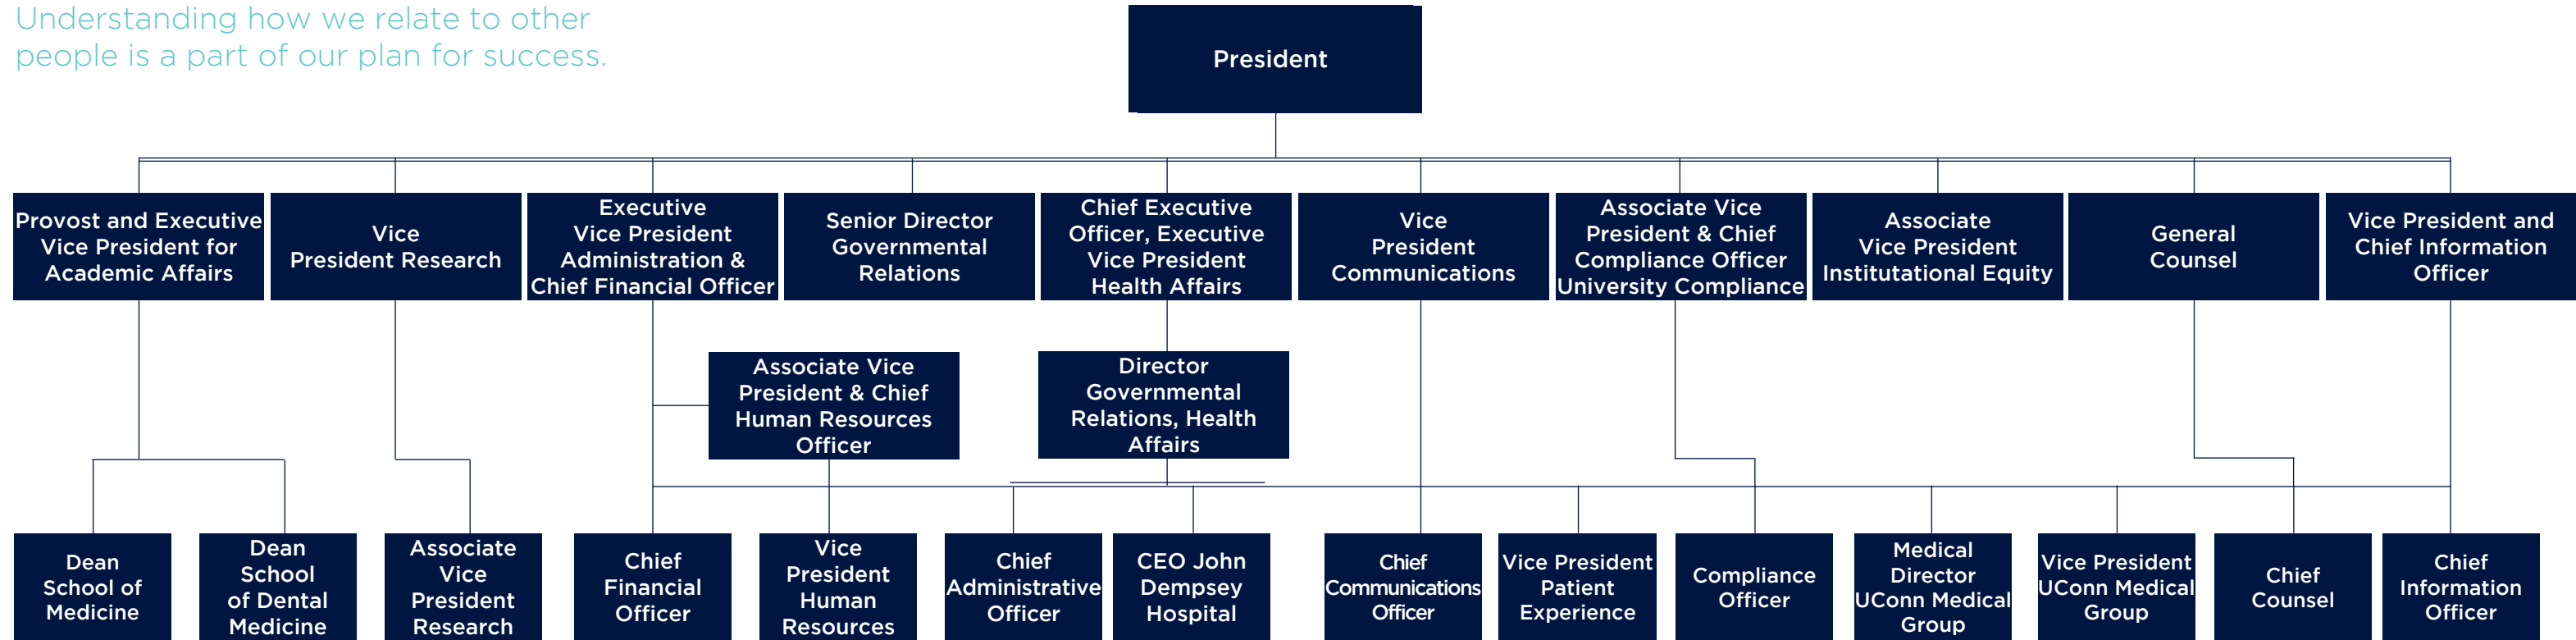 Understanding how we relate to other
people is a part of our plan for success.
President
Provost and Executive
Vice President for
Academic Affairs
Vice
President Research
Executive
Vice President
Administration &
Chief Financial Officer
Senior Director
Governmental
Relations
Chief Executive
Officer, Executive
Vice President
Health Affairs
Vice
President
Communications
Associate Vice
President & Chief
Compliance Officer
University Compliance
Associate
Vice President
Institutational Equity
General
Counsel
Vice President and
Chief Information
Officer
Associate Vice
President & Chief
Human Resources
Officer
Director
Governmental
Relations, Health
Affairs
Dean
School of
Medicine
Dean
School
of Dental
Medicine
Associate
Vice
President
Research
Chief
Financial
Officer
Vice
President
Human
Resources
Chief
Administrative
Officer
CEO John
Dempsey
Hospital
Chief
Communications
Officer
Vice President
Patient
Experience
Compliance
Officer
Medical
Director
UConn Medical
Group
Vice President
UConn Medical
Group
Chief
Counsel
Chief
Information
Officer